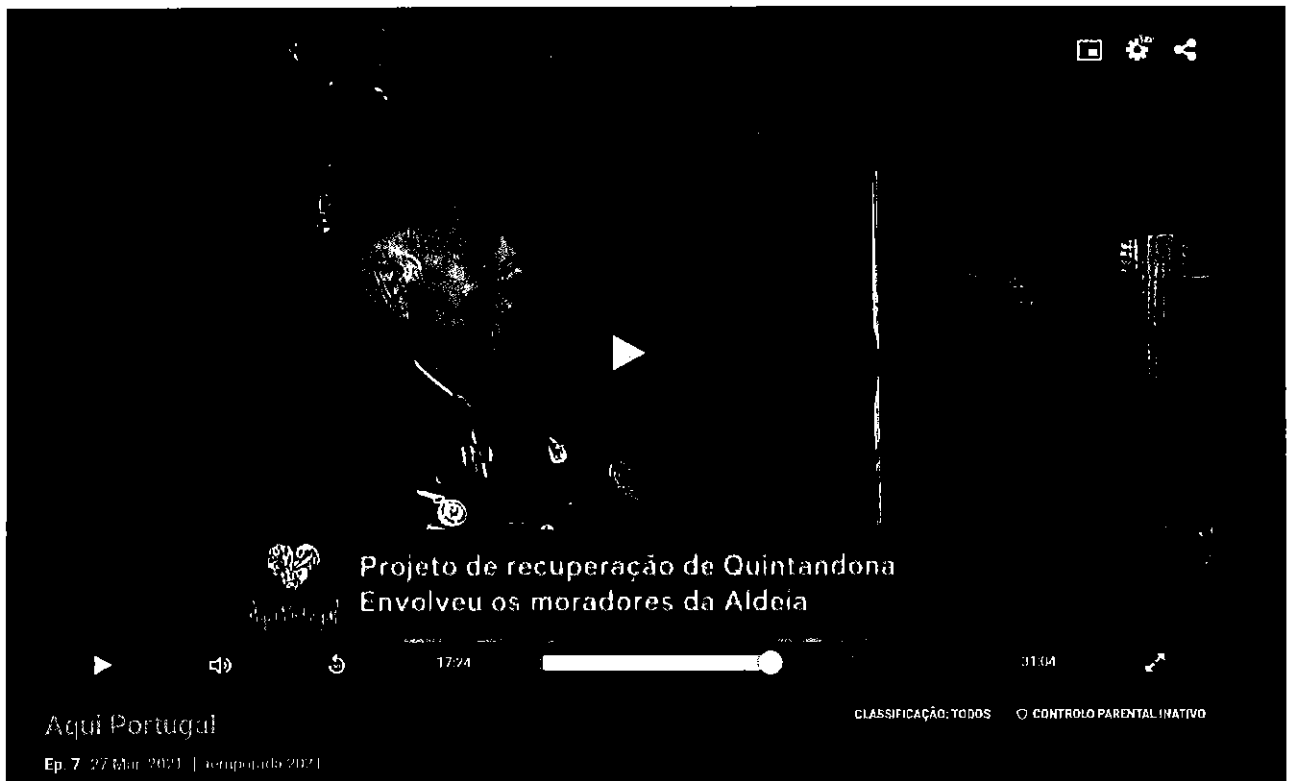 Projeto de recuperação de Quintandona
Envolveu os moradores da Aldeia
17:24
31:04
Aqui Portugal
CLASSIFICAÇÃO: TODOS
CONTROLO PARENTAL INATIVO
Ep. 7 27 Mar. 2021 | temporada 2021